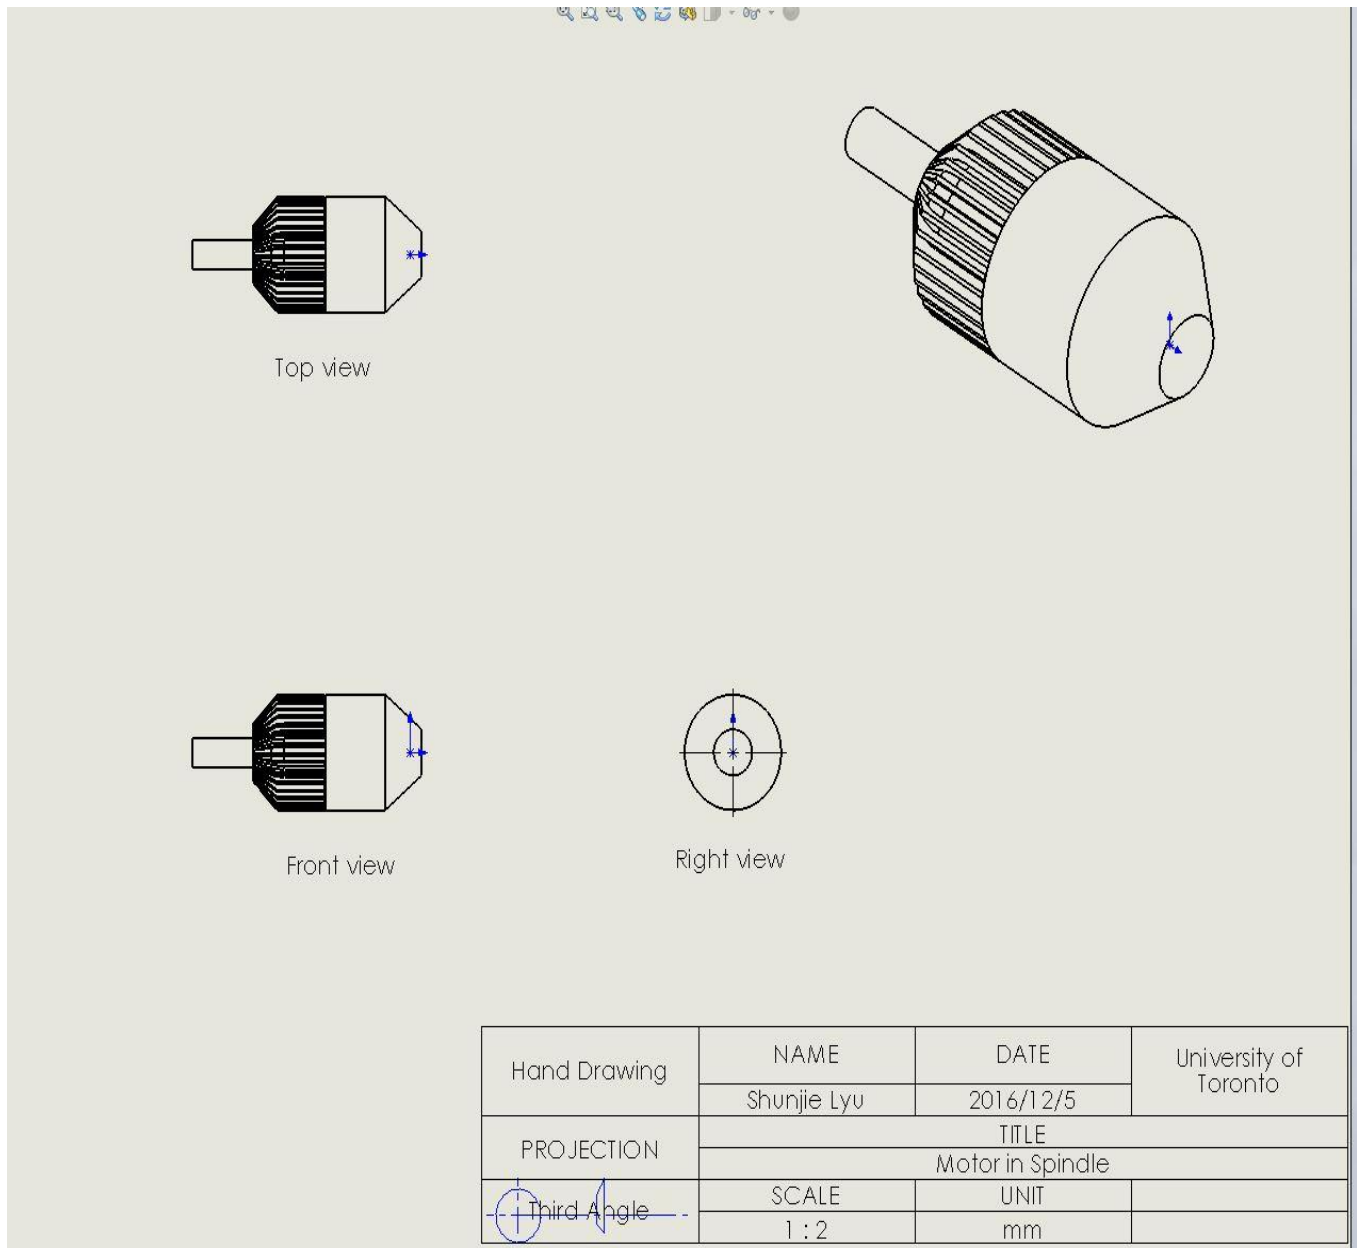 Top view
Front view
Right view
Hand Drawing
NAME
DATE
University of
Toronto
Shunjie Lyu
2016/12/5
PROJECTION
TITLE
Motor in Spindle
Third Angle
SCALE
UNIT
1 : 2
mm